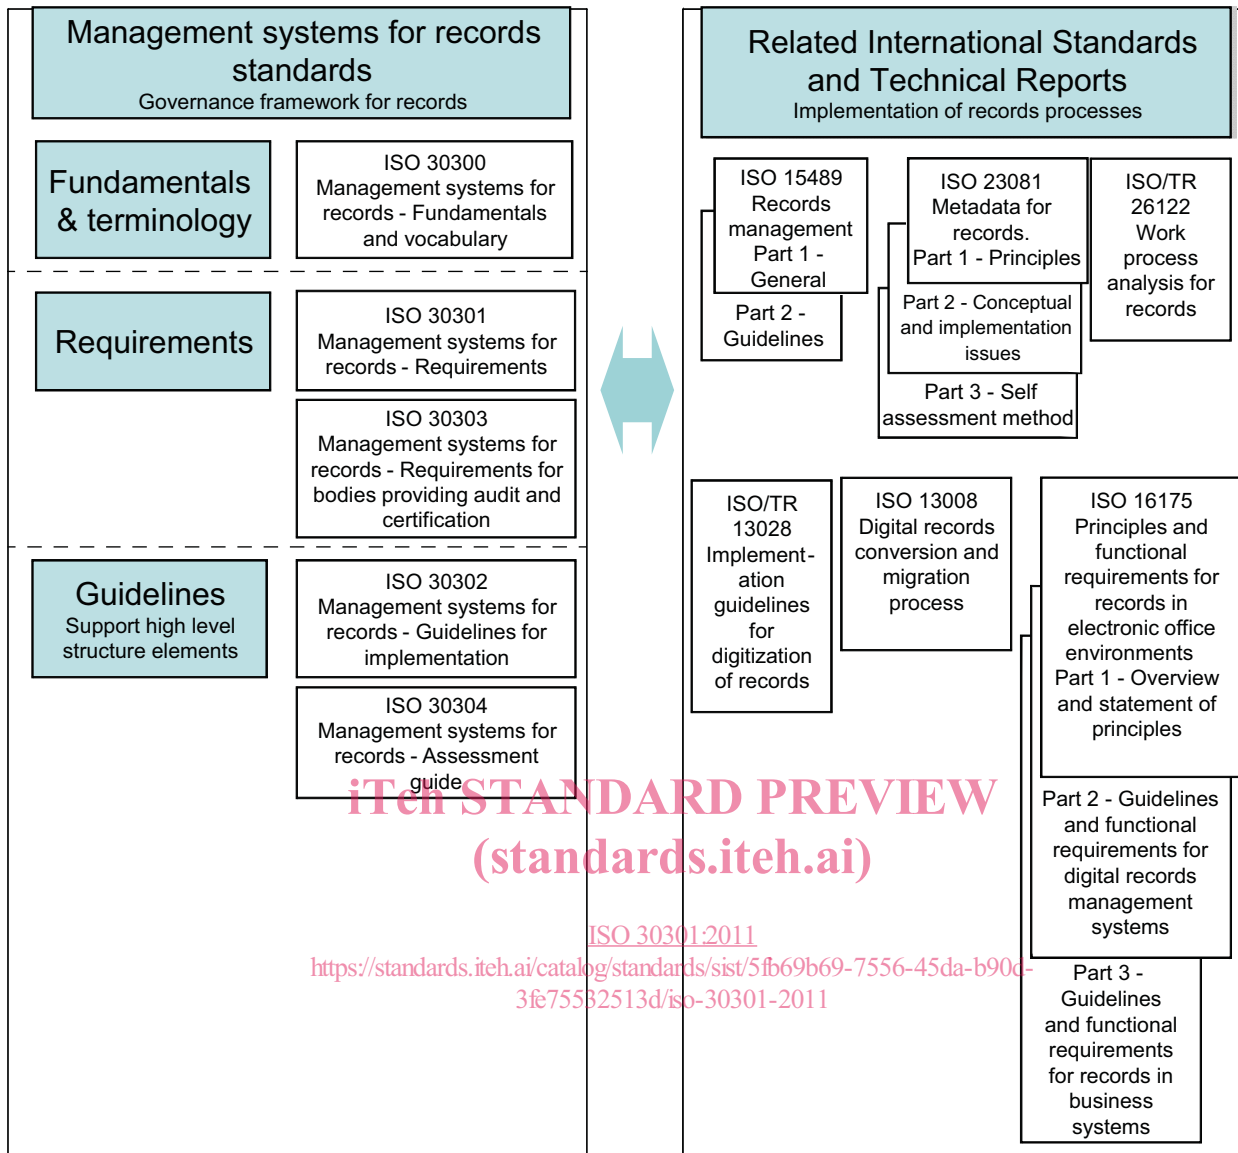 Management systems for records
standards
Governance framework for records
Fundamentals
& terminology
ISO 30300
Management systems for
records - Fundamentals
and vocabulary
Requirements
ISO 30301
Management systems for
records - Requirements
ISO 30303
Management systems for
records - Requirements for
bodies providing audit and
certification
Guidelines
Support high level
structure elements
ISO 30302
Management systems for
records - Guidelines for
implementation
ISO 30304
Management systems for
records - Assessment
guide
Related International Standards
and Technical Reports
Implementation of records processes
ISO 15489
Records
management
Part 1 -
General
Part 2 -
Guidelines
ISO 23081
Metadata for
records.
Part 1 - Principles
Part 2 - Conceptual
and implementation
issues
Part 3 - Self
assessment method
ISO/TR
26122
Work
process
analysis for
records
ISO/TR
13028
Implement-
ation
guidelines
for
digitization
of records
ISO 13008
Digital records
conversion and
migration
process
ISO 16175
Principles and
functional
requirements for
records in
electronic office
environments
Part 1 - Overview
and statement of
principles
Part 2 - Guidelines
and functional
requirements for
digital records
management
systems
Part 3 -
Guidelines
and functional
requirements
for records in
business
systems
iTeh STANDARD PREVIEW
(standards.iteh.ai)
ISO 30301:2011
https://standards.iteh.ai/catalog/standards/sist/5fb69b69-7556-45da-b90d-
3fe75532513d/iso-30301-2011